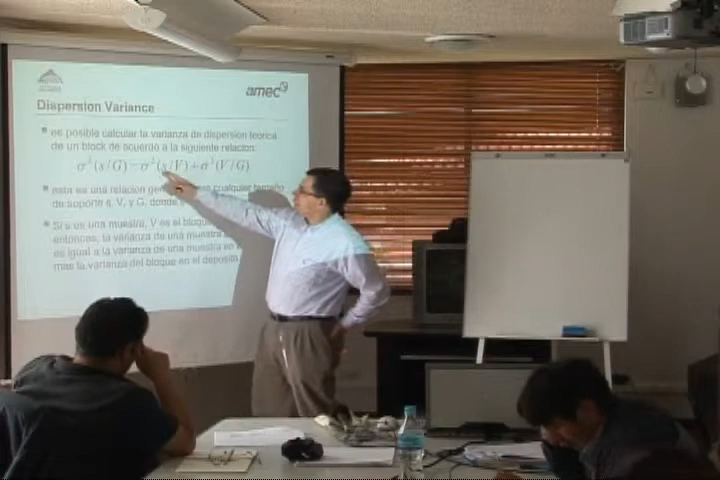 amec
Dispersion Variance
es posible calcular la varianza de dispersion teorica
de un block de acuerdo a la siguiente relacion:
σ²(s/G) = σ²(s/V) + σ²(V/G)
esta es una relacion cualquier tamaño
de soporte s, V, y G, donde
Si s es una muestra, V es el bloque
entonces, la varianza de una muestra
es igual a la varianza de una muestra en
mas la varianza del bloque en el deposito